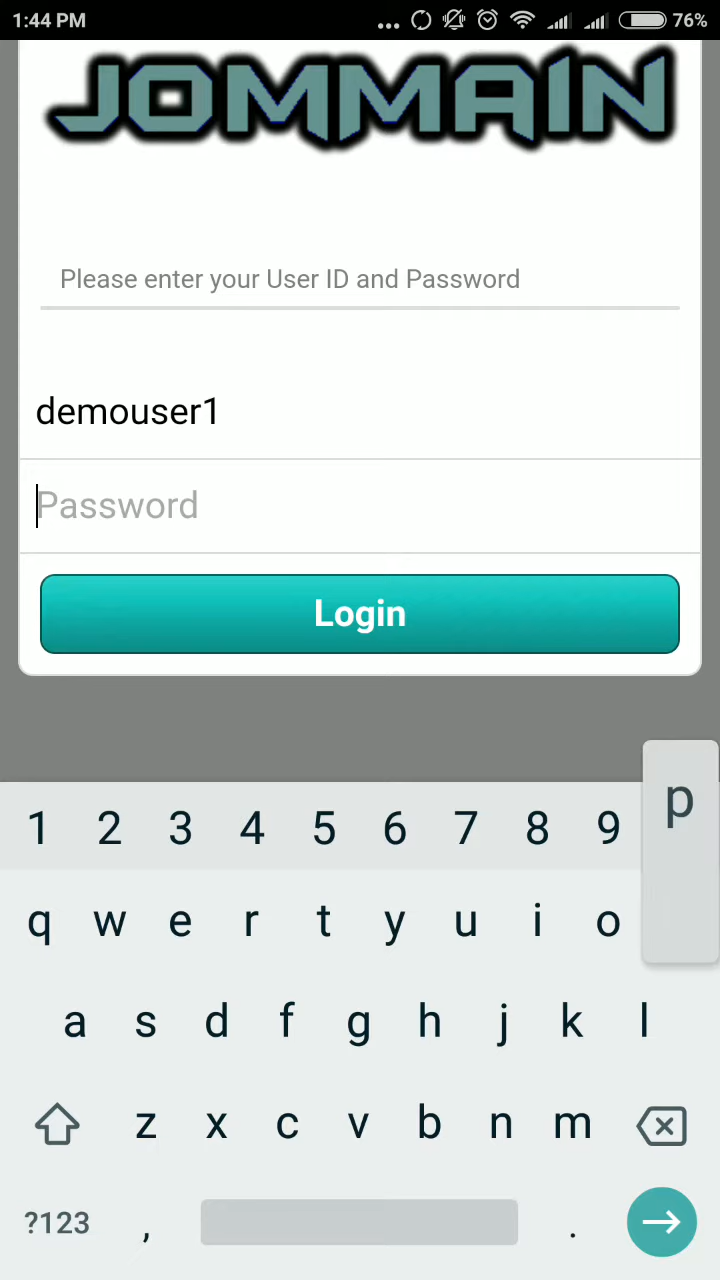 1:44 PM ... 76%
JOMMAIN
Please enter your User ID and Password
demouser1
Password
Login
p
1 2 3 4 5 6 7 8 9
q w e r t y u i o
a s d f g h j k l
z x c v b n m
?123 , .